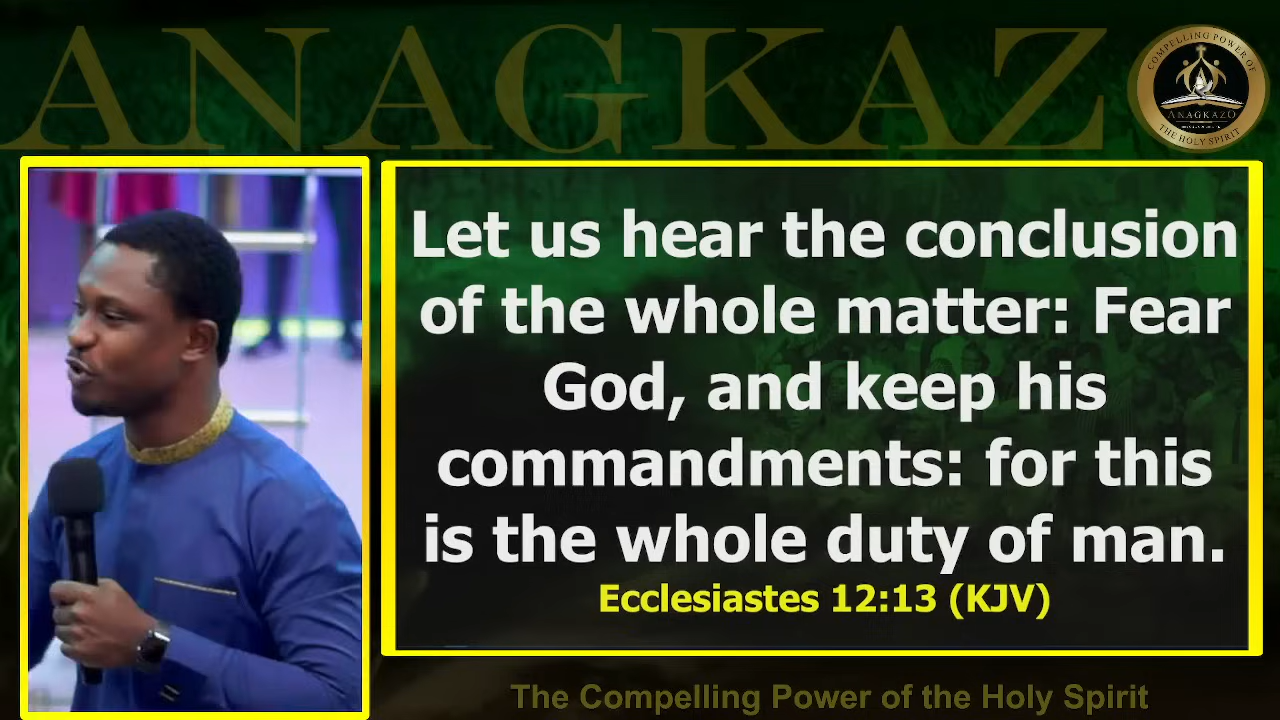 ANAGKAZO
COMPELLING POWER OF
ANAGKAZO
THE HOLY SPIRIT
Let us hear the conclusion
of the whole matter: Fear
God, and keep his
commandments: for this
is the whole duty of man.
Ecclesiastes 12:13 (KJV)
The Compelling Power of the Holy Spirit